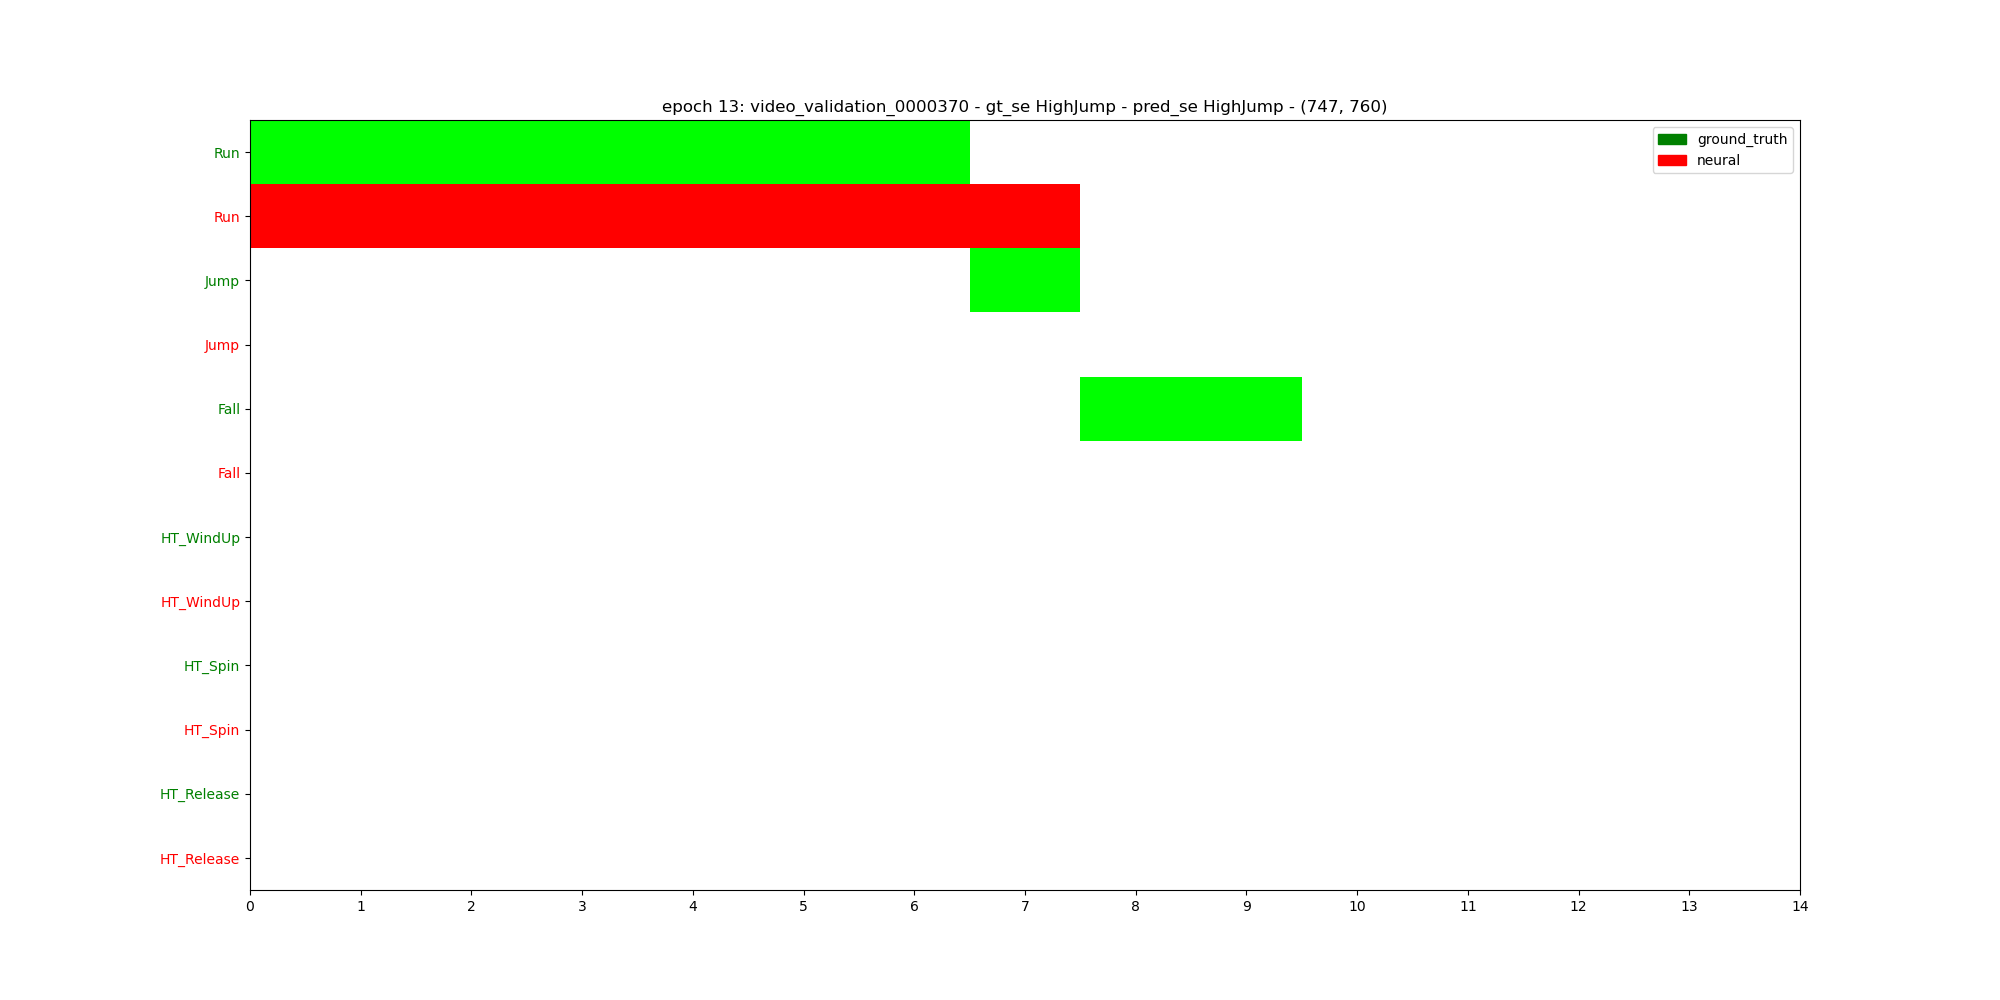 epoch 13: video_validation_0000370 - gt_se HighJump - pred_se HighJump - (747, 760)
ground_truth
neural
Run
Run
Jump
Jump
Fall
Fall
HT_WindUp
HT_WindUp
HT_Spin
HT_Spin
HT_Release
HT_Release
0 1 2 3 4 5 6 7 8 9 10 11 12 13 14